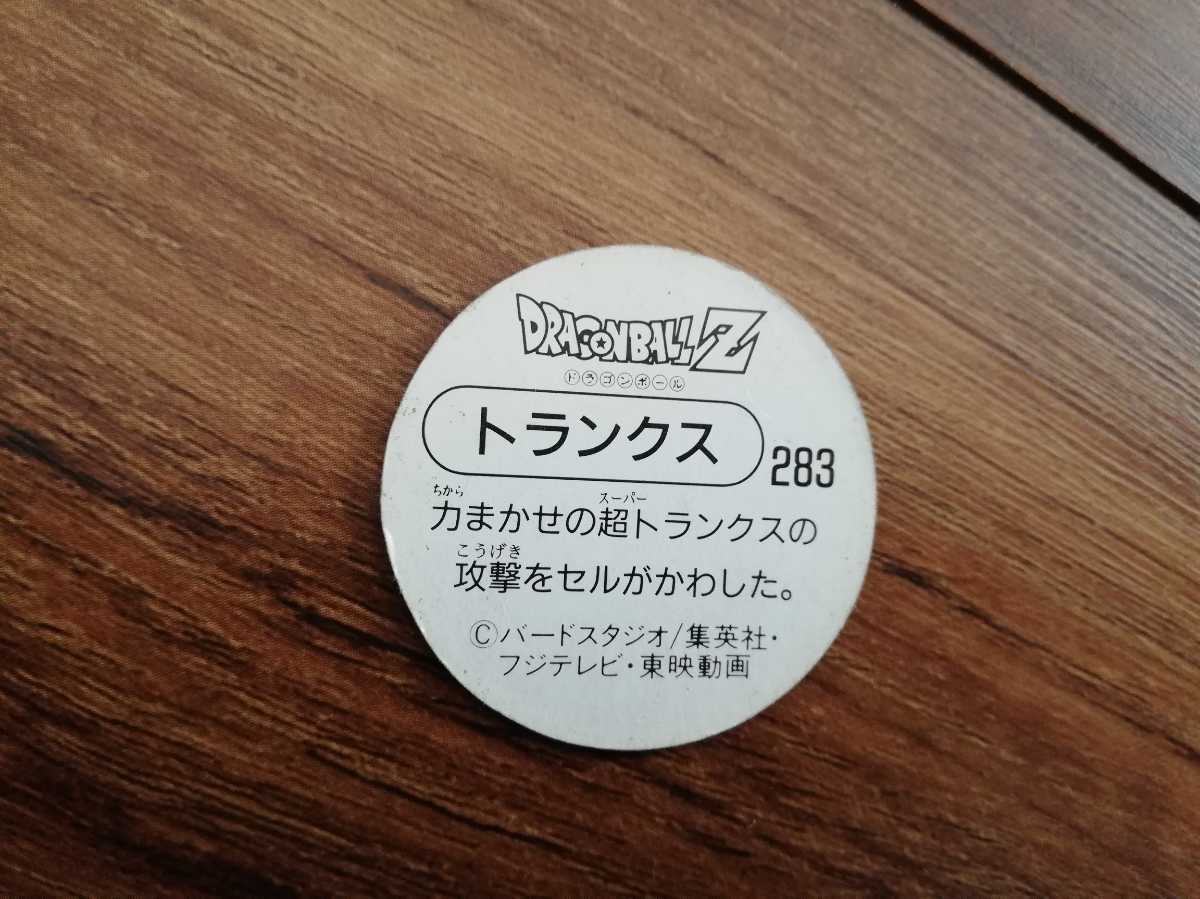 DRAGONBALL Z
ドラゴンボール
トランクス
283
ちから スーパー
力まかせの超トランクスの
こうげき
攻撃をセルがかわした。
Ⓒバードスタジオ/集英社・
フジテレビ・東映動画